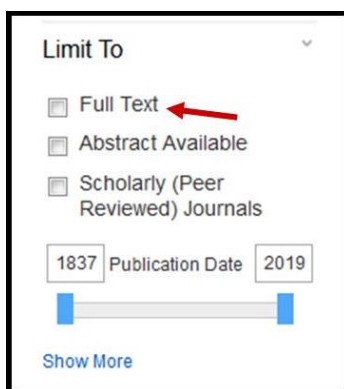 Limit To
Full Text
Abstract Available
Scholarly (Peer
Reviewed) Journals
1837 Publication Date 2019
Show More